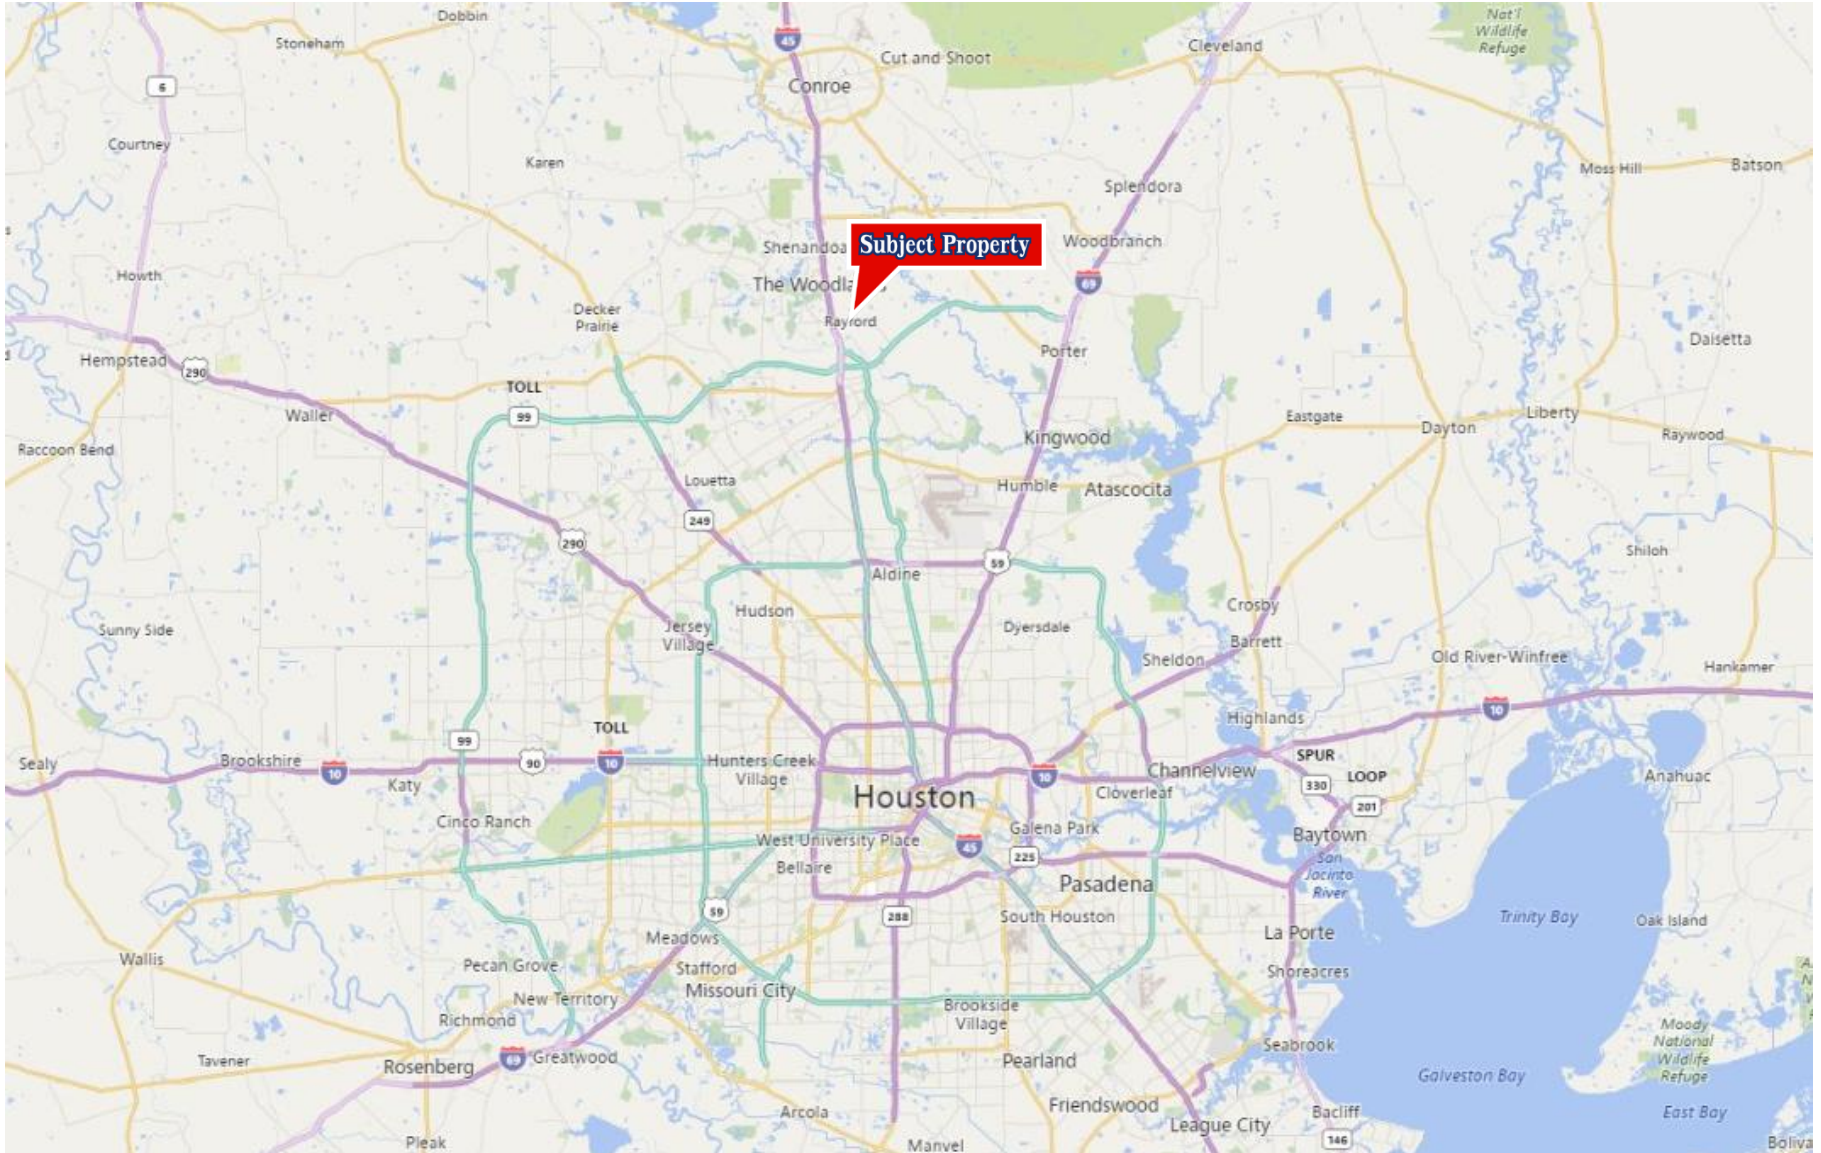 Dobbin
Nat'l
Wildlife
Refuge
Stoneham
45
Cut and Shoot
Cleveland
6
Conroe
Courtney
Karen
Moss Hill
Batson
Splendora
Shenandoa
Subject Property
Woodbranch
Howth
The Woodla
69
Decker
Prairie
Rayford
Hempstead
290
Porter
Daisetta
TOLL
99
Waller
Eastgate
Liberty
Dayton
Raccoon Bend
Kingwood
Raywood
Louetta
Humble
Atascocita
249
290
Shiloh
59
Aldine
Hudson
Crosby
Sunny Side
Jersey
Village
Dyersdale
Barrett
Sheldon
Old River-Winfree
Hankamer
10
Highlands
TOLL
99
Sealy
Brookshire
10
90
10
Hunters Creek
Village
SPUR
330
LOOP
201
Katy
10
Channelview
Cloverleaf
Anahuac
Houston
Cinco Ranch
Galena Park
Baytown
West University Place
45
225
San
Jacinto
River
Bellaire
Pasadena
59
288
South Houston
Trinity Bay
Oak Island
Meadows
La Porte
Wallis
Pecan Grove
Stafford
Shoreacres
Missouri City
New Territory
Brookside
Village
Richmond
Moody
National
Wildlife
Refuge
Tavener
Rosenberg
69
Greatwood
Pearland
Seabrook
Galveston Bay
Arcola
Friendswood
Bacliff
East Bay
League City
146
Pleak
Manvel
Boliva